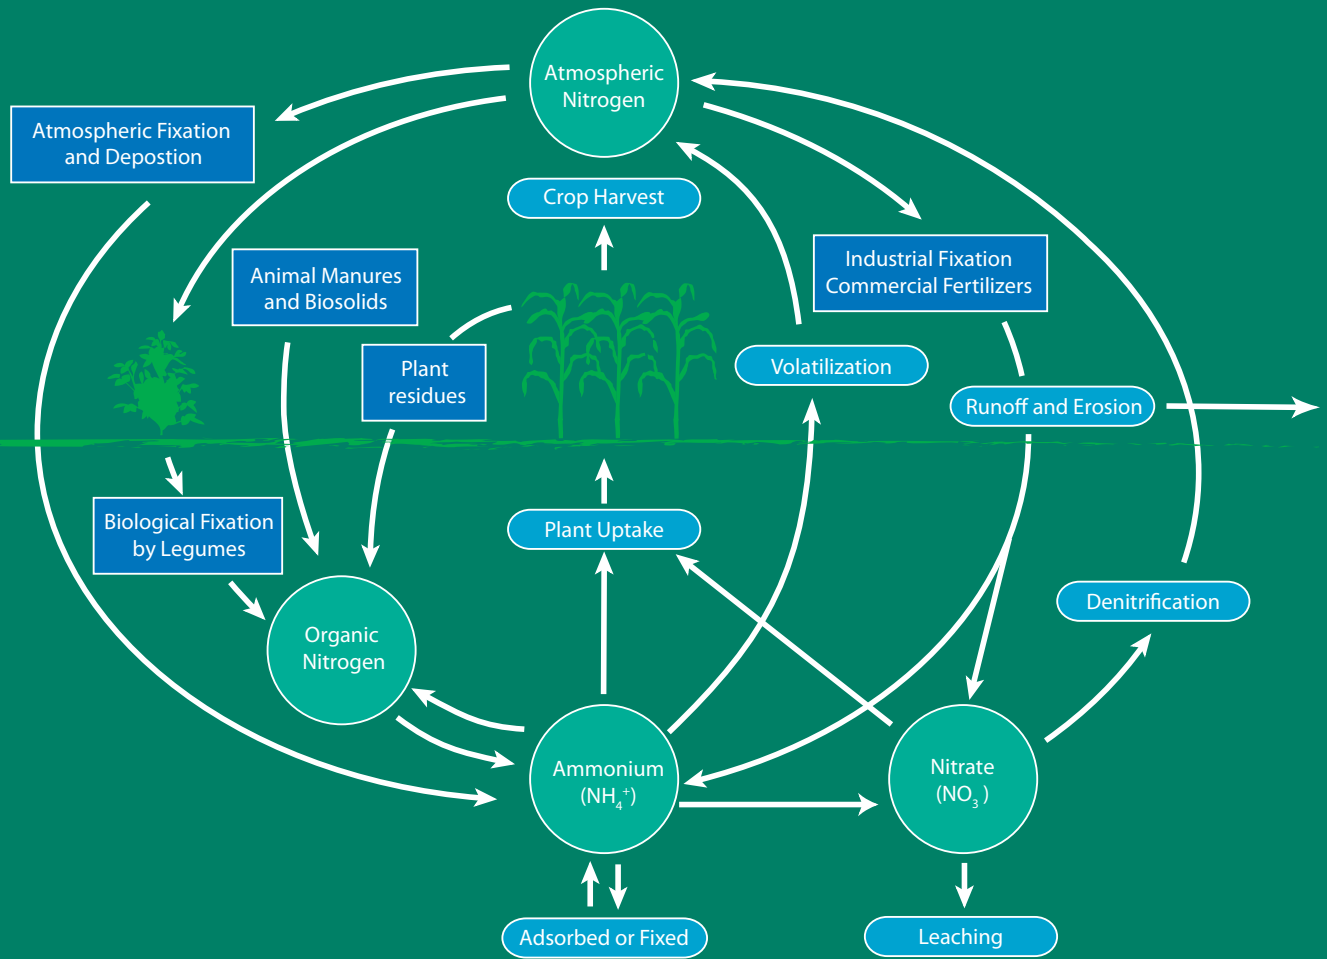 Atmospheric
Nitrogen
Atmospheric Fixation
and Depostion
Crop Harvest
Animal Manures
and Biosolids
Industrial Fixation
Commercial Fertilizers
Plant
residues
Volatilization
Runoff and Erosion
Biological Fixation
by Legumes
Plant Uptake
Denitrification
Organic
Nitrogen
Ammonium
(NH₄⁺)
Nitrate
(NO₃ )
Adsorbed or Fixed
Leaching